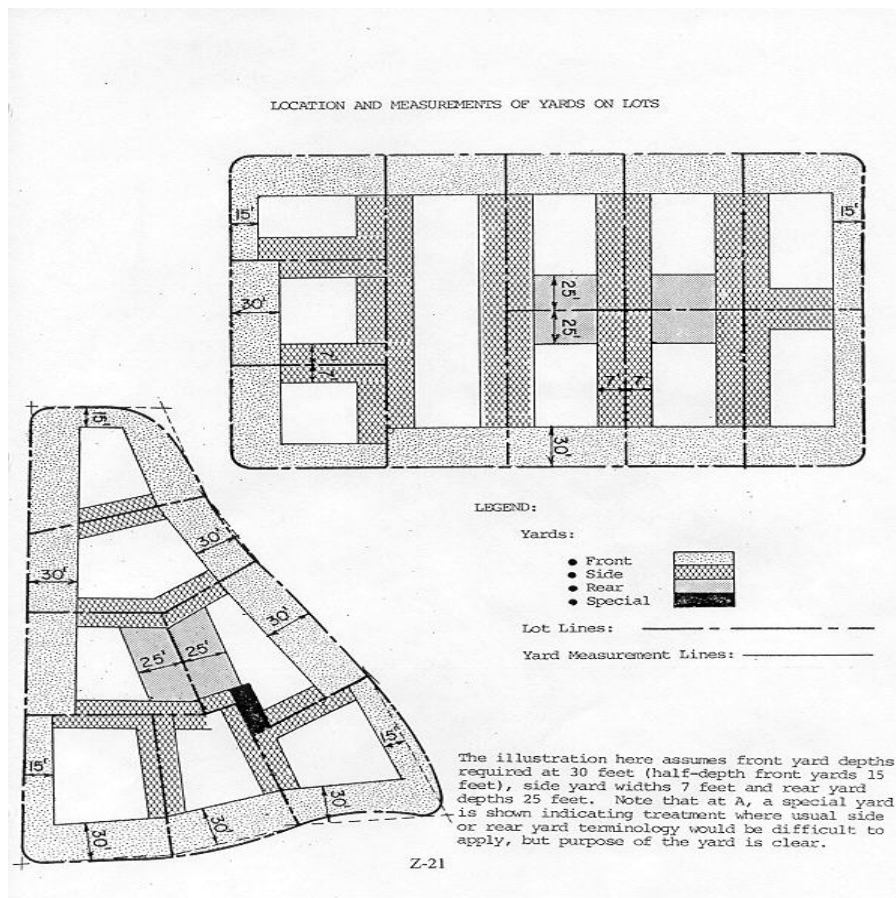 LOCATION AND MEASUREMENTS OF YARDS ON LOTS
15'
15'
30'
25'
25'
7'
7'
7'
7'
30'
15'
30'
30'
30'
25'
25'
15'
15'
30'
30'
30'
LEGEND:
Yards:
• Front
• Side
• Rear
• Special
Lot Lines:
Yard Measurement Lines:
The illustration here assumes front yard depths
required at 30 feet (half-depth front yards 15
feet), side yard widths 7 feet and rear yard
depths 25 feet. Note that at A, a special yard
is shown indicating treatment where usual side
or rear yard terminology would be difficult to
apply, but purpose of the yard is clear.
Z-21